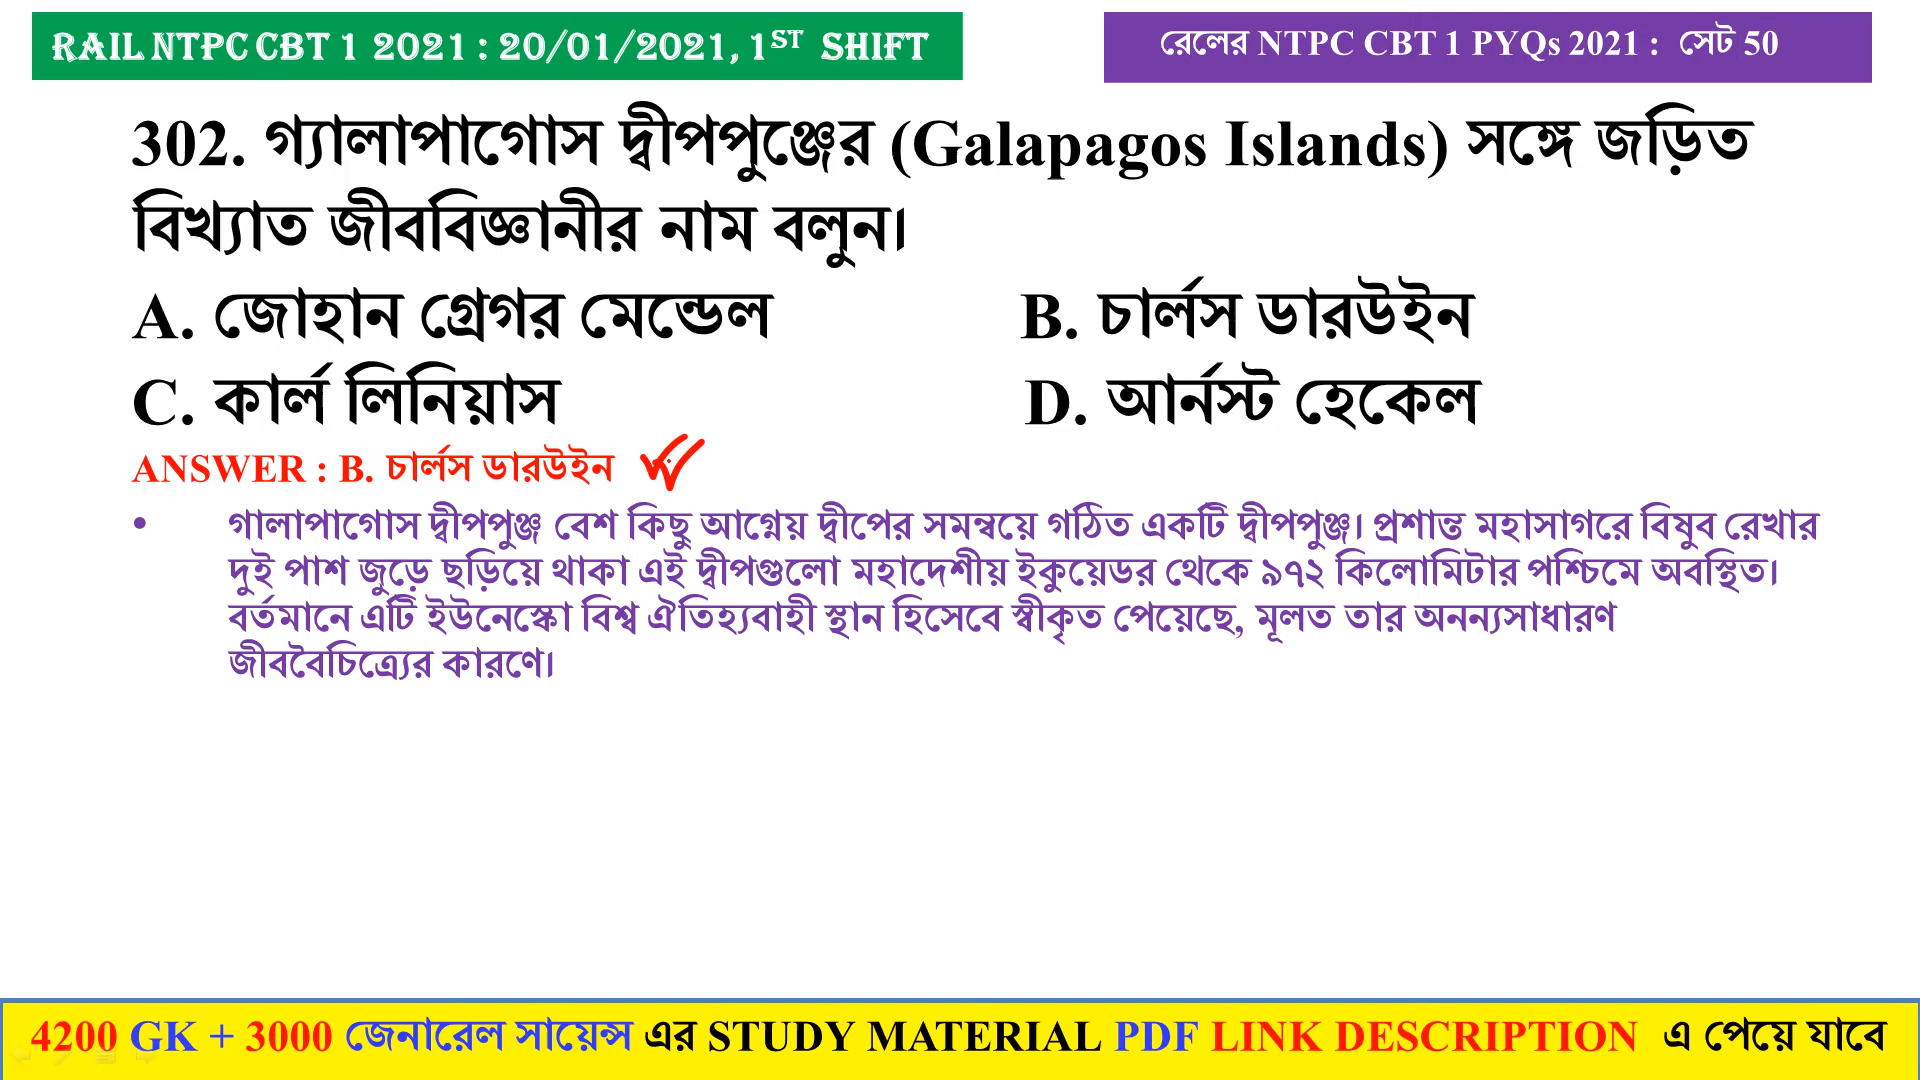 RAIL NTPC CBT 1 2021 : 20/01/2021, 1ST SHIFT
রেলের NTPC CBT 1 PYQs 2021 : সেট 50
302. গ্যালাপাগোস দ্বীপপুঞ্জের (Galapagos Islands) সঙ্গে জড়িত
বিখ্যাত জীববিজ্ঞানীর নাম বলুন।
A. জোহান গ্রেগর মেন্ডেল B. চার্লস ডারউইন
C. কার্ল লিনিয়াস D. আর্নস্ট হেকেল
ANSWER : B. চার্লস ডারউইন
• গালাপাগোস দ্বীপপুঞ্জ বেশ কিছু আগ্নেয় দ্বীপের সমন্বয়ে গঠিত একটি দ্বীপপুঞ্জ। প্রশান্ত মহাসাগরে বিষুব রেখার
দুই পাশ জুড়ে ছড়িয়ে থাকা এই দ্বীপগুলো মহাদেশীয় ইকুয়েডর থেকে ৯৭২ কিলোমিটার পশ্চিমে অবস্থিত।
বর্তমানে এটি ইউনেস্কো বিশ্ব ঐতিহ্যবাহী স্থান হিসেবে স্বীকৃত পেয়েছে, মূলত তার অনন্যসাধারণ
জীববৈচিত্র্যের কারণে।
4200 GK + 3000 জেনারেল সায়েন্স এর STUDY MATERIAL PDF LINK DESCRIPTION এ পেয়ে যাবে